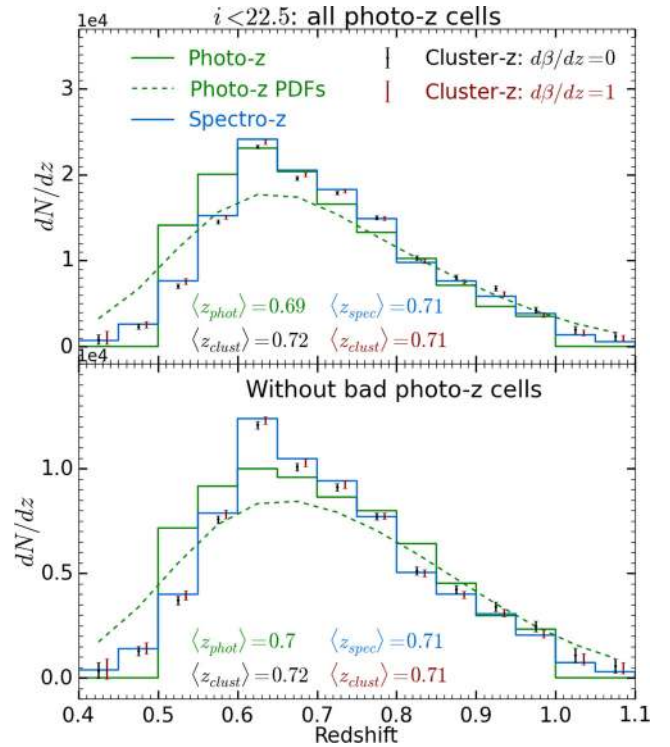 i<22.5: all photo-z cells
1e4
Photo-z
Photo-z PDFs
Spectro-z
Cluster-z: dβ/dz=0
Cluster-z: dβ/dz=1
3
2
1
0
dN/dz
⟨z_phot⟩=0.69 ⟨z_spec⟩=0.71
⟨z_clust⟩=0.72 ⟨z_clust⟩=0.71
1e4
Without bad photo-z cells
1.0
0.5
0.0
dN/dz
⟨z_phot⟩=0.7 ⟨z_spec⟩=0.71
⟨z_clust⟩=0.72 ⟨z_clust⟩=0.71
0.4 0.5 0.6 0.7 0.8 0.9 1.0 1.1
Redshift